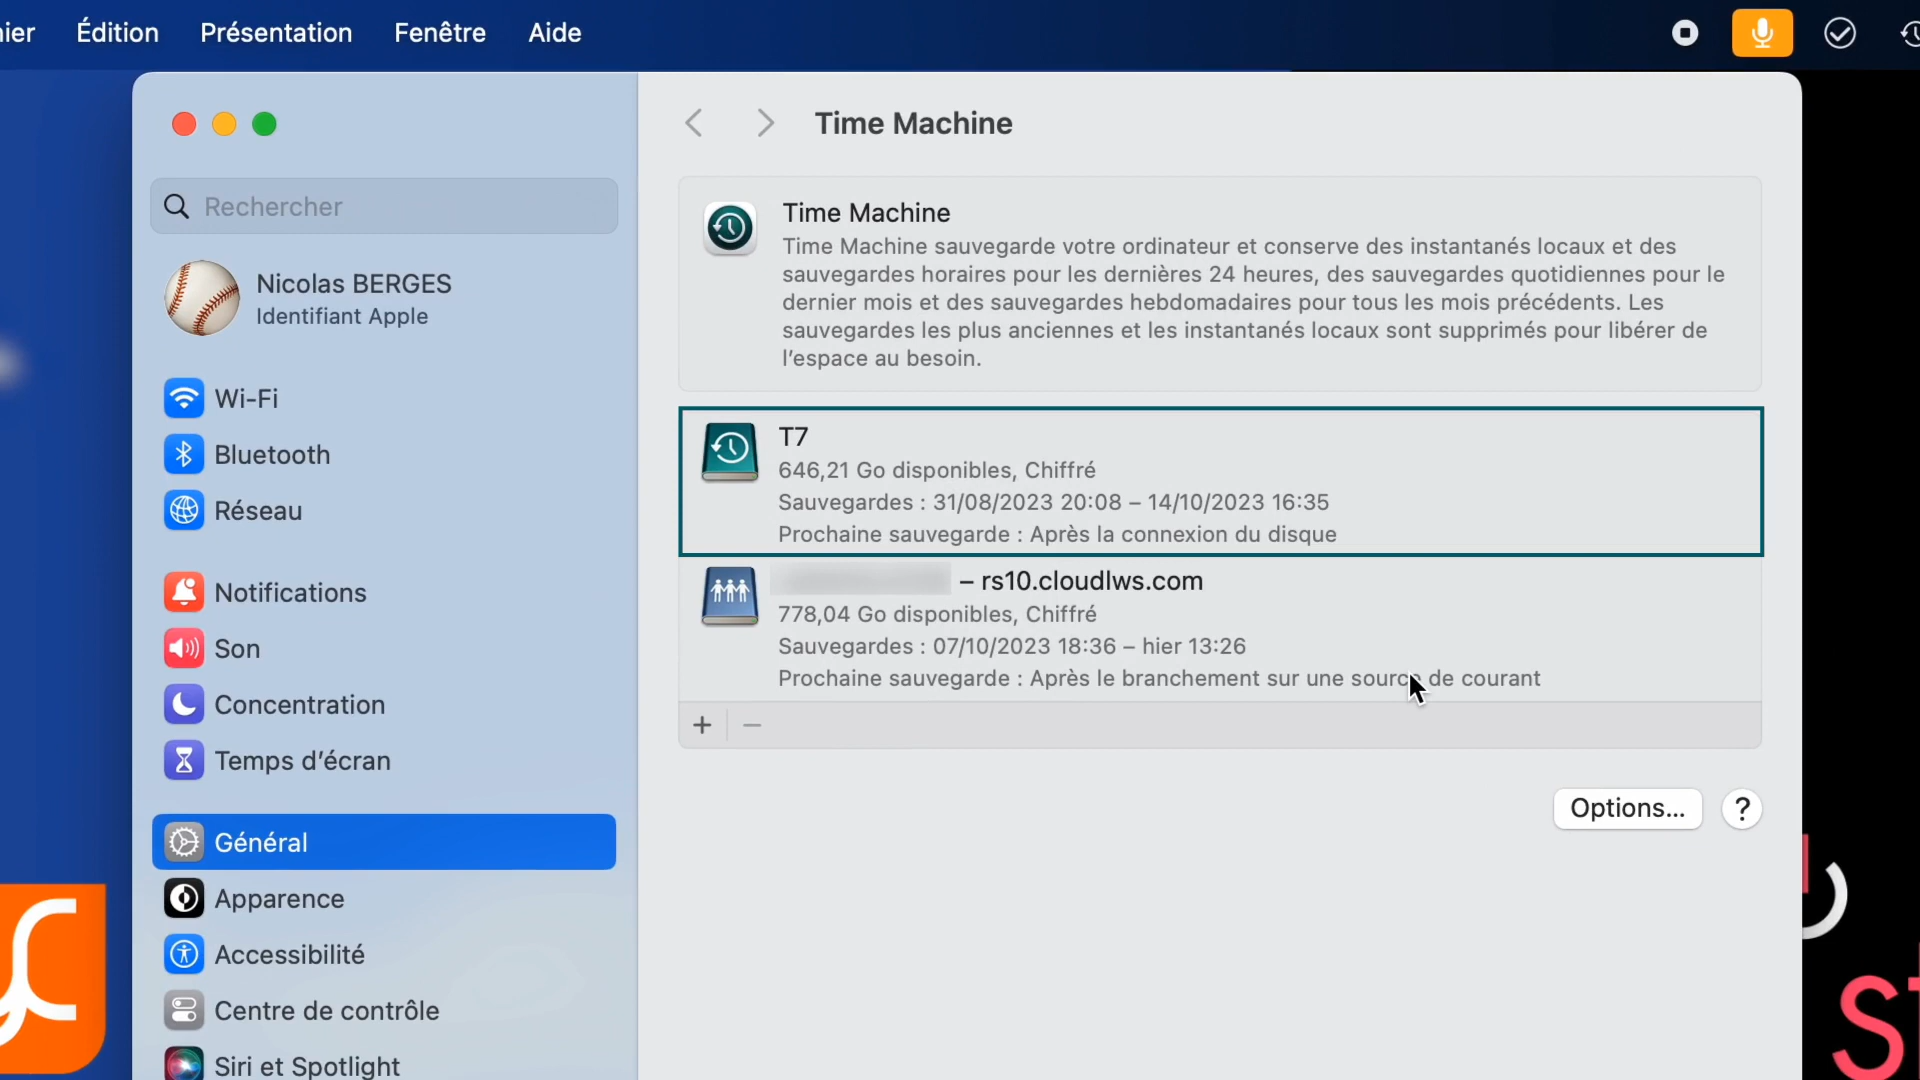 Édition Présentation Fenêtre Aide
Time Machine
Rechercher
Nicolas BERGES
Identifiant Apple
Wi-Fi
Bluetooth
Réseau
Notifications
Son
Concentration
Temps d’écran
Général
Apparence
Accessibilité
Centre de contrôle
Siri et Spotlight
Time Machine
Time Machine sauvegarde votre ordinateur et conserve des instantanés locaux et des
sauvegardes horaires pour les dernières 24 heures, des sauvegardes quotidiennes pour le
dernier mois et des sauvegardes hebdomadaires pour tous les mois précédents. Les
sauvegardes les plus anciennes et les instantanés locaux sont supprimés pour libérer de
l’espace au besoin.
T7
646,21 Go disponibles, Chiffré
Sauvegardes : 31/08/2023 20:08 – 14/10/2023 16:35
Prochaine sauvegarde : Après la connexion du disque
– rs10.cloudlws.com
778,04 Go disponibles, Chiffré
Sauvegardes : 07/10/2023 18:36 – hier 13:26
Prochaine sauvegarde : Après le branchement sur une source de courant
+ −
Options... ?